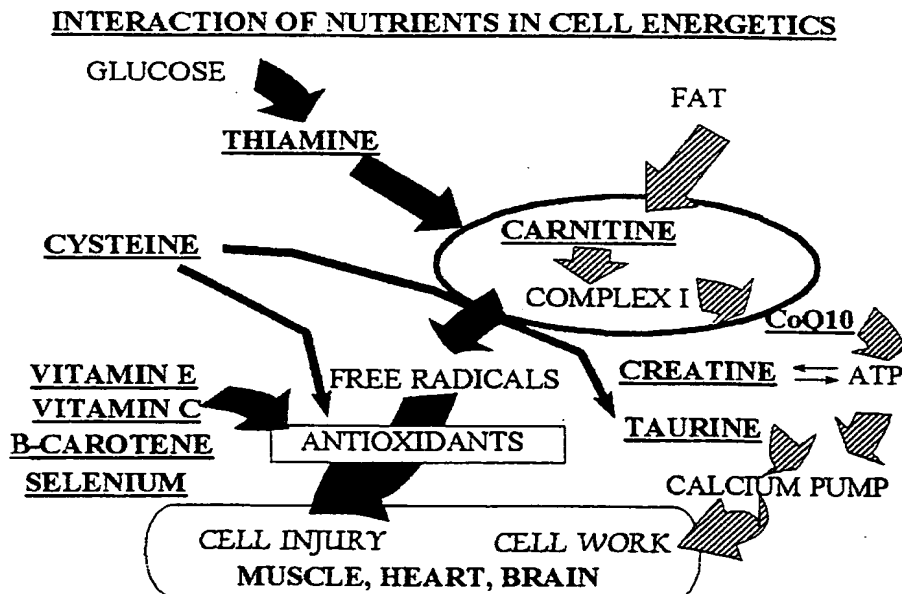 INTERACTION OF NUTRIENTS IN CELL ENERGETICS
GLUCOSE
FAT
THIAMINE
CARNITINE
CYSTEINE
COMPLEX I
CoQ10
VITAMIN E
FREE RADICALS
CREATINE
ATP
VITAMIN C
B-CAROTENE
ANTIOXIDANTS
TAURINE
SELENIUM
CALCIUM PUMP
CELL INJURY
CELL WORK
MUSCLE, HEART, BRAIN